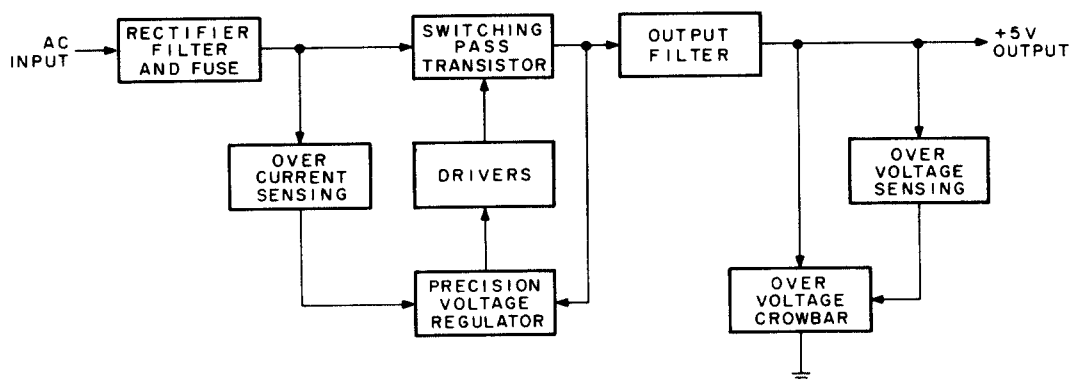 AC
INPUT
RECTIFIER
FILTER
AND FUSE
SWITCHING
PASS
TRANSISTOR
OUTPUT
FILTER
+5V
OUTPUT
OVER
CURRENT
SENSING
DRIVERS
OVER
VOLTAGE
SENSING
PRECISION
VOLTAGE
REGULATOR
OVER
VOLTAGE
CROWBAR